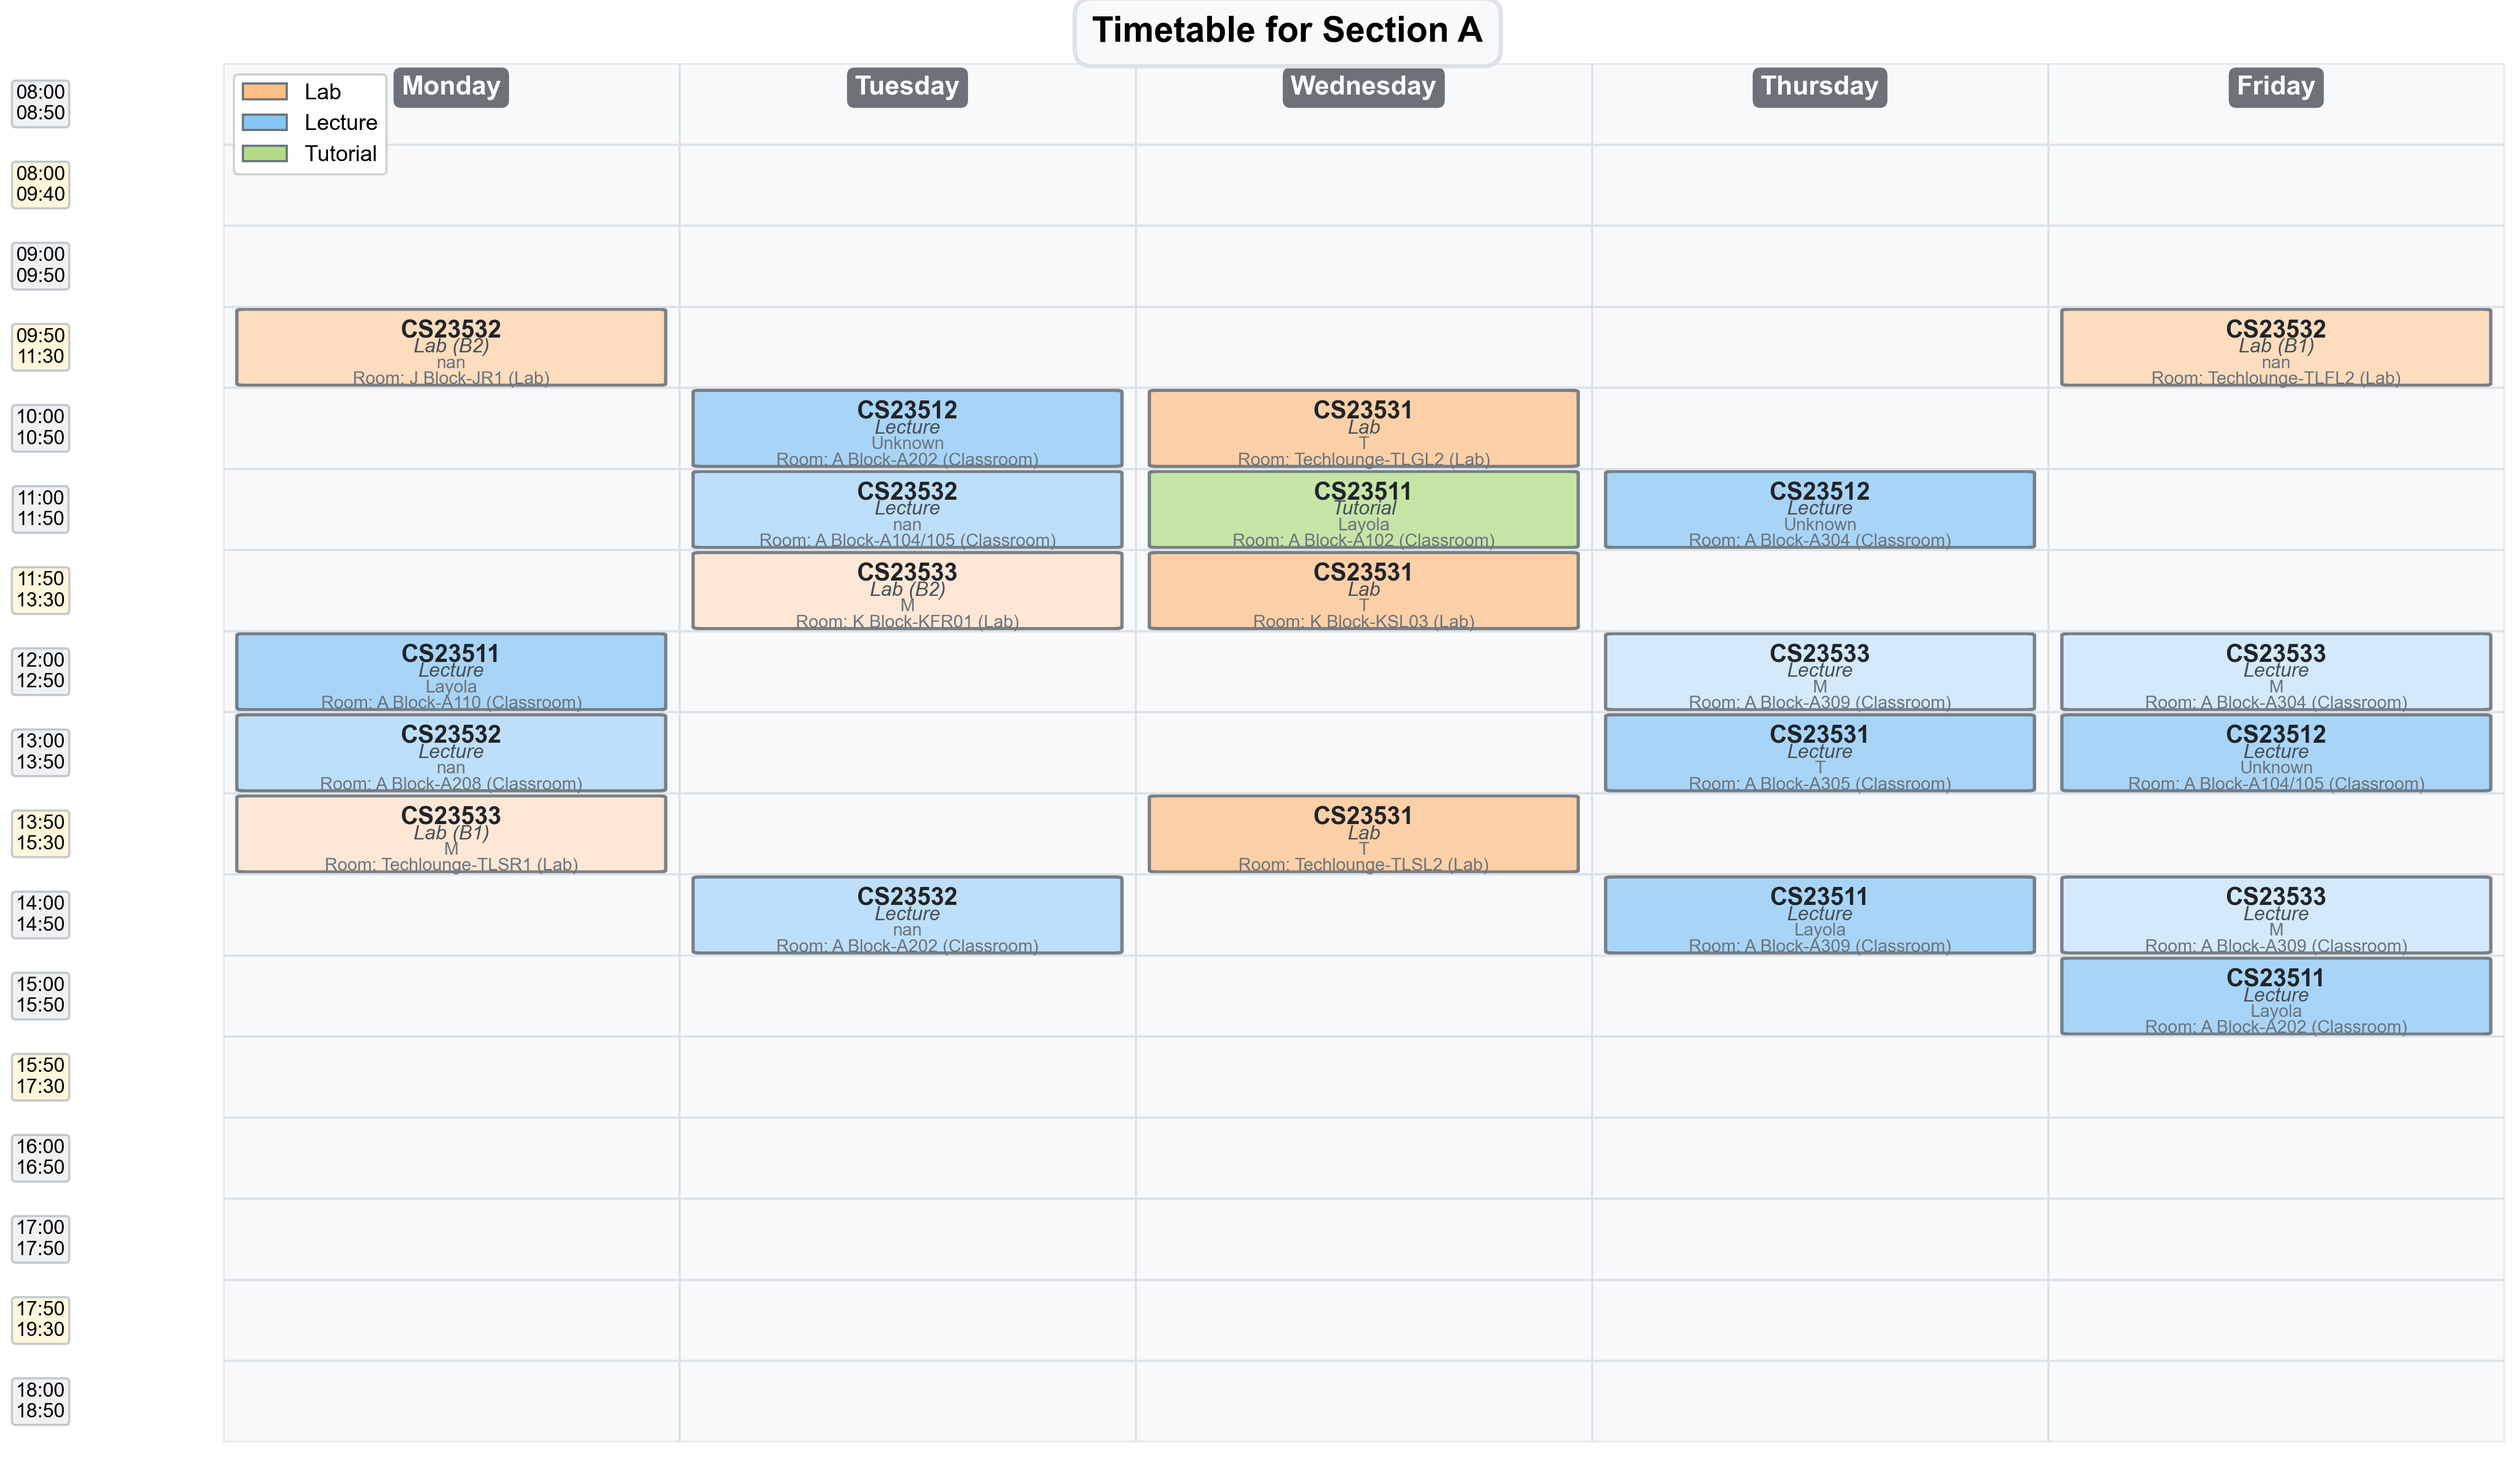 Timetable for Section A
Lab
Lecture
Tutorial
Monday
Tuesday
Wednesday
Thursday
Friday
08:00
08:50
08:00
09:40
09:00
09:50
09:50
11:30
CS23532
Lab (B2)
nan
Room: J Block-JR1 (Lab)
CS23532
Lab (B1)
nan
Room: Techlounge-TLFL2 (Lab)
10:00
10:50
CS23512
Lecture
Unknown
Room: A Block-A202 (Classroom)
CS23531
Lab
T
Room: Techlounge-TLGL2 (Lab)
11:00
11:50
CS23532
Lecture
nan
Room: A Block-A104/105 (Classroom)
CS23511
Tutorial
Layola
Room: A Block-A102 (Classroom)
CS23512
Lecture
Unknown
Room: A Block-A304 (Classroom)
11:50
13:30
CS23533
Lab (B2)
M
Room: K Block-KFR01 (Lab)
CS23531
Lab
T
Room: K Block-KSL03 (Lab)
12:00
12:50
CS23511
Lecture
Layola
Room: A Block-A110 (Classroom)
CS23533
Lecture
M
Room: A Block-A309 (Classroom)
CS23533
Lecture
M
Room: A Block-A304 (Classroom)
13:00
13:50
CS23532
Lecture
nan
Room: A Block-A208 (Classroom)
CS23531
Lecture
T
Room: A Block-A305 (Classroom)
CS23512
Lecture
Unknown
Room: A Block-A104/105 (Classroom)
13:50
15:30
CS23533
Lab (B1)
M
Room: Techlounge-TLSR1 (Lab)
CS23531
Lab
T
Room: Techlounge-TLSL2 (Lab)
14:00
14:50
CS23532
Lecture
nan
Room: A Block-A202 (Classroom)
CS23511
Lecture
Layola
Room: A Block-A309 (Classroom)
CS23533
Lecture
M
Room: A Block-A309 (Classroom)
15:00
15:50
CS23511
Lecture
Layola
Room: A Block-A202 (Classroom)
15:50
17:30
16:00
16:50
17:00
17:50
17:50
19:30
18:00
18:50